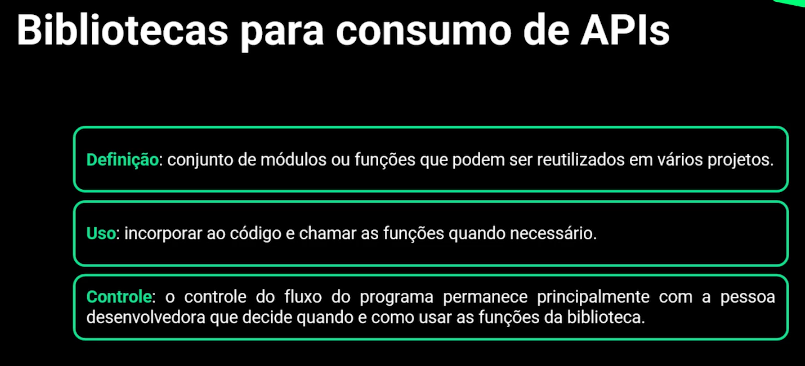 Bibliotecas para consumo de APIs
Definição: conjunto de módulos ou funções que podem ser reutilizados em vários projetos.
Uso: incorporar ao código e chamar as funções quando necessário.
Controle: o controle do fluxo do programa permanece principalmente com a pessoa
desenvolvedora que decide quando e como usar as funções da biblioteca.